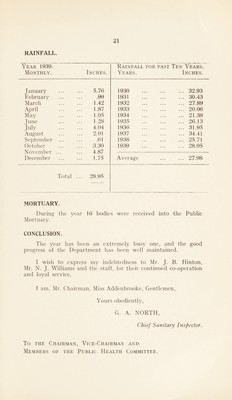 21
RAINFALL.
YEAR 1939. RAINFALL FOR PAST TEN YEARS.
MONTHLY. INCHES. YEARS. INCHES.
January ... ... 5.76 1930 ... ... ... 32.93
February ... ... .99 1931 ... ... ... 30.43
March ... ... 1.42 1932 ... ... ... 27.89
April ... ... 1.87 1933 ... ... ... 20.06
May ... ... 1.05 1934 ... ... ... 21.38
June ... ... 1.28 1935 ... ... ... 26.13
July ... ... 4.04 1936 ... ... ... 31.85
August ... ... 2.01 1937 ... ... ... 34.41
September ... ... .61 1938 ... ... ... 25.71
October ... ... 3.30 1939 ... ... ... 28.95
November ... ... 4.87
December ... ... 1.75 Average ... ... ... 27.98
Total ... 28.95
MORTUARY.
During the year 16 bodies were received into the Public
Mortuary.
CONCLUSION.
The year has been an extremely busy one, and the good
progress of the Department has been well maintained.
I wish to express my indebtedness to Mr. J. B. Hinton,
Mr. N. J. Williams and the staff, for their continued co-operation
and loyal service.
I am, Mr. Chairman, Miss Addenbrooke, Gentlemen,
Yours obediently,
G. A. NORTH,
Chief Sanitary Inspector.
TO THE CHAIRMAN, VICE-CHAIRMAN AND
MEMBERS OF THE PUBLIC HEALTH COMMITTEE.